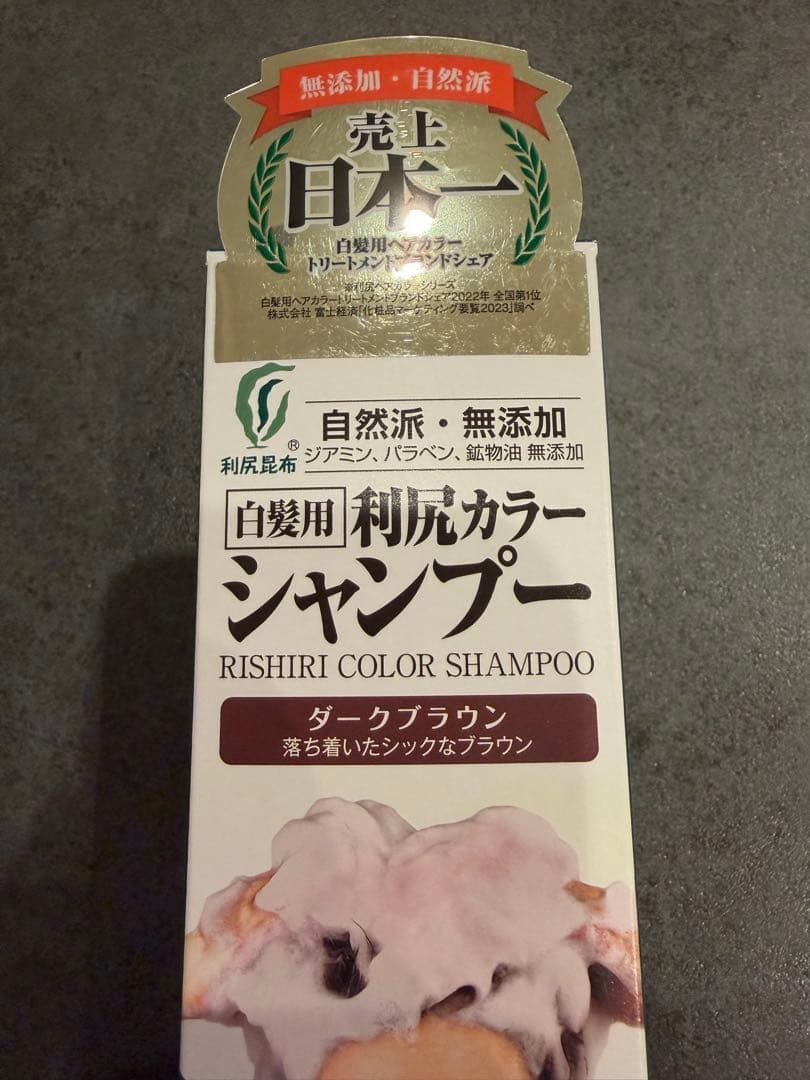 無添加・自然派
売上
日本一
白髪用ヘアカラー
トリートメントブランドシェア
※利尻ヘアカラーシリーズ
白髪用ヘアカラートリートメントブランドシェア2022年 全国第1位
株式会社 富士経済「化粧品マーケティング要覧2023」調べ
自然派・無添加
ジアミン、パラベン、鉱物油 無添加
利尻昆布®
白髪用 利尻カラー
シャンプー
RISHIRI COLOR SHAMPOO
ダークブラウン
落ち着いたシックなブラウン